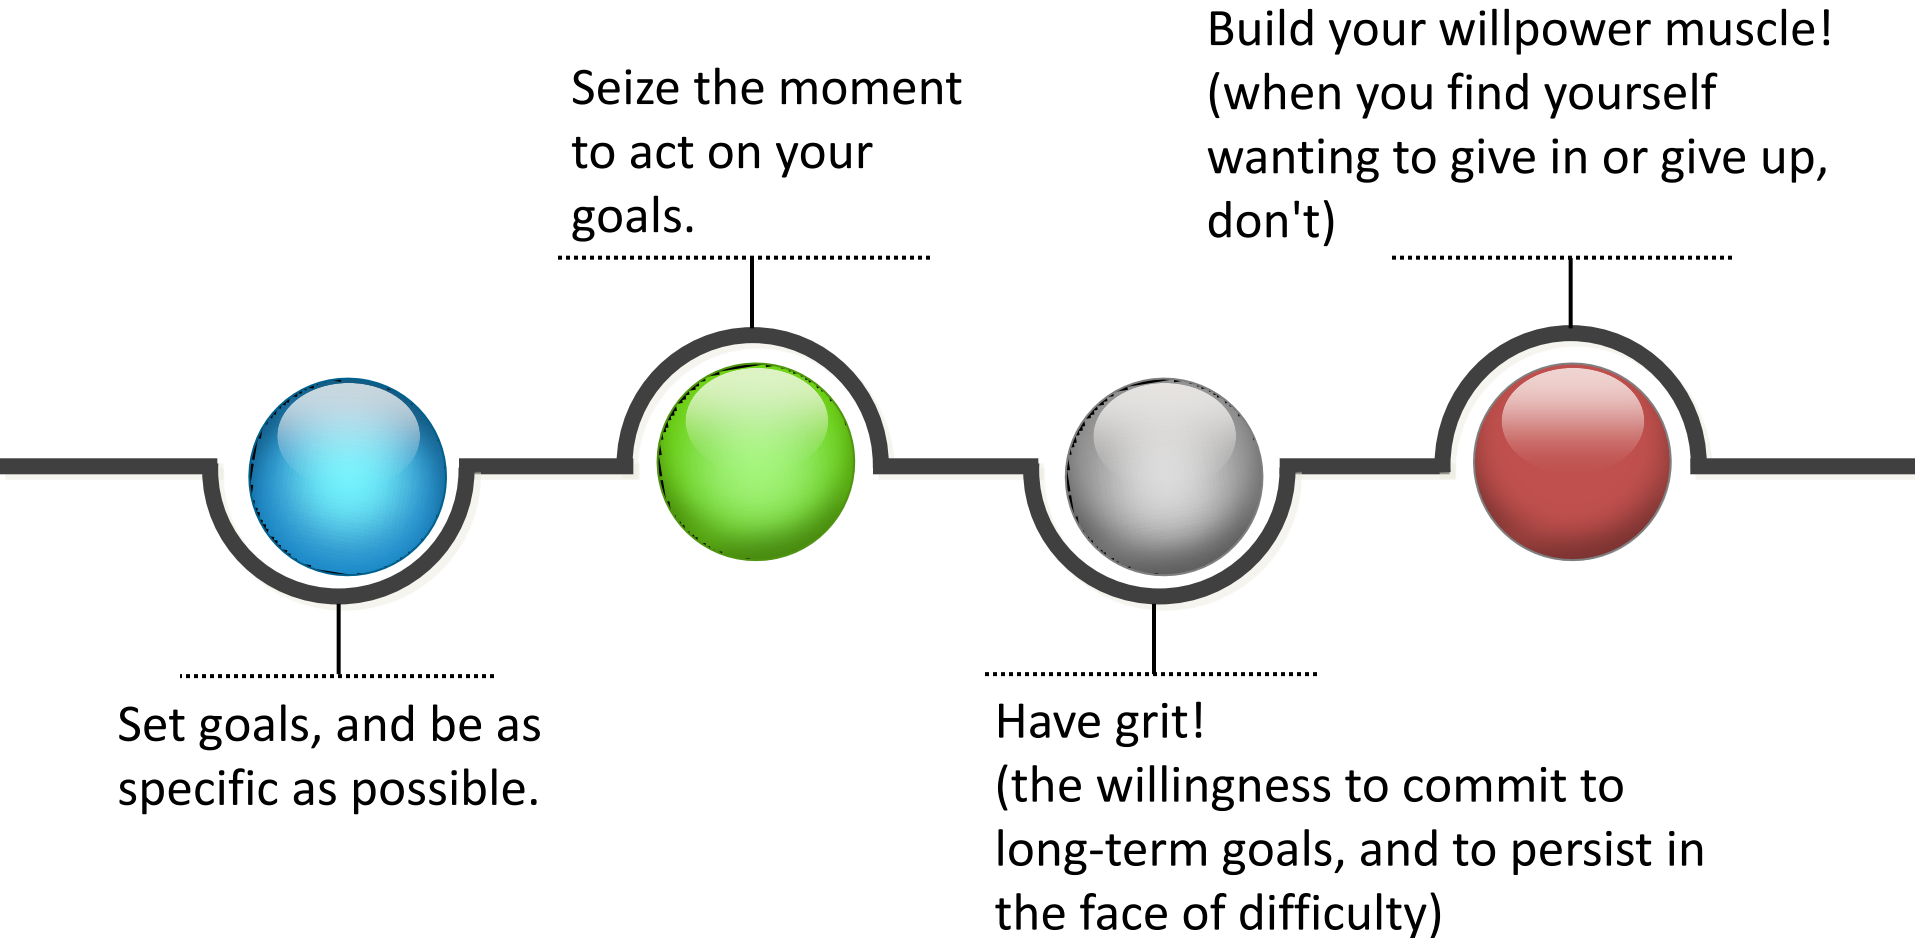 Set goals, and be as
specific as possible.
Seize the moment
to act on your
goals.
Have grit!
(the willingness to commit to
long-term goals, and to persist in
the face of difficulty)
Build your willpower muscle!
(when you find yourself
wanting to give in or give up,
don't)